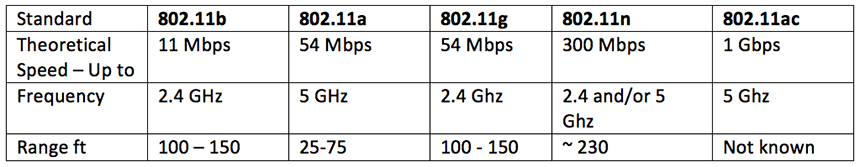 Standard 802.11b 802.11a 802.11g 802.11n 802.11ac
Theoretical 11 Mbps 54 Mbps 54 Mbps 300 Mbps 1 Gbps
Speed – Up to
Frequency 2.4 GHz 5 GHz 2.4 Ghz 2.4 and/or 5 5 Ghz
Ghz
Range ft 100 – 150 25-75 100 - 150 ~ 230 Not known